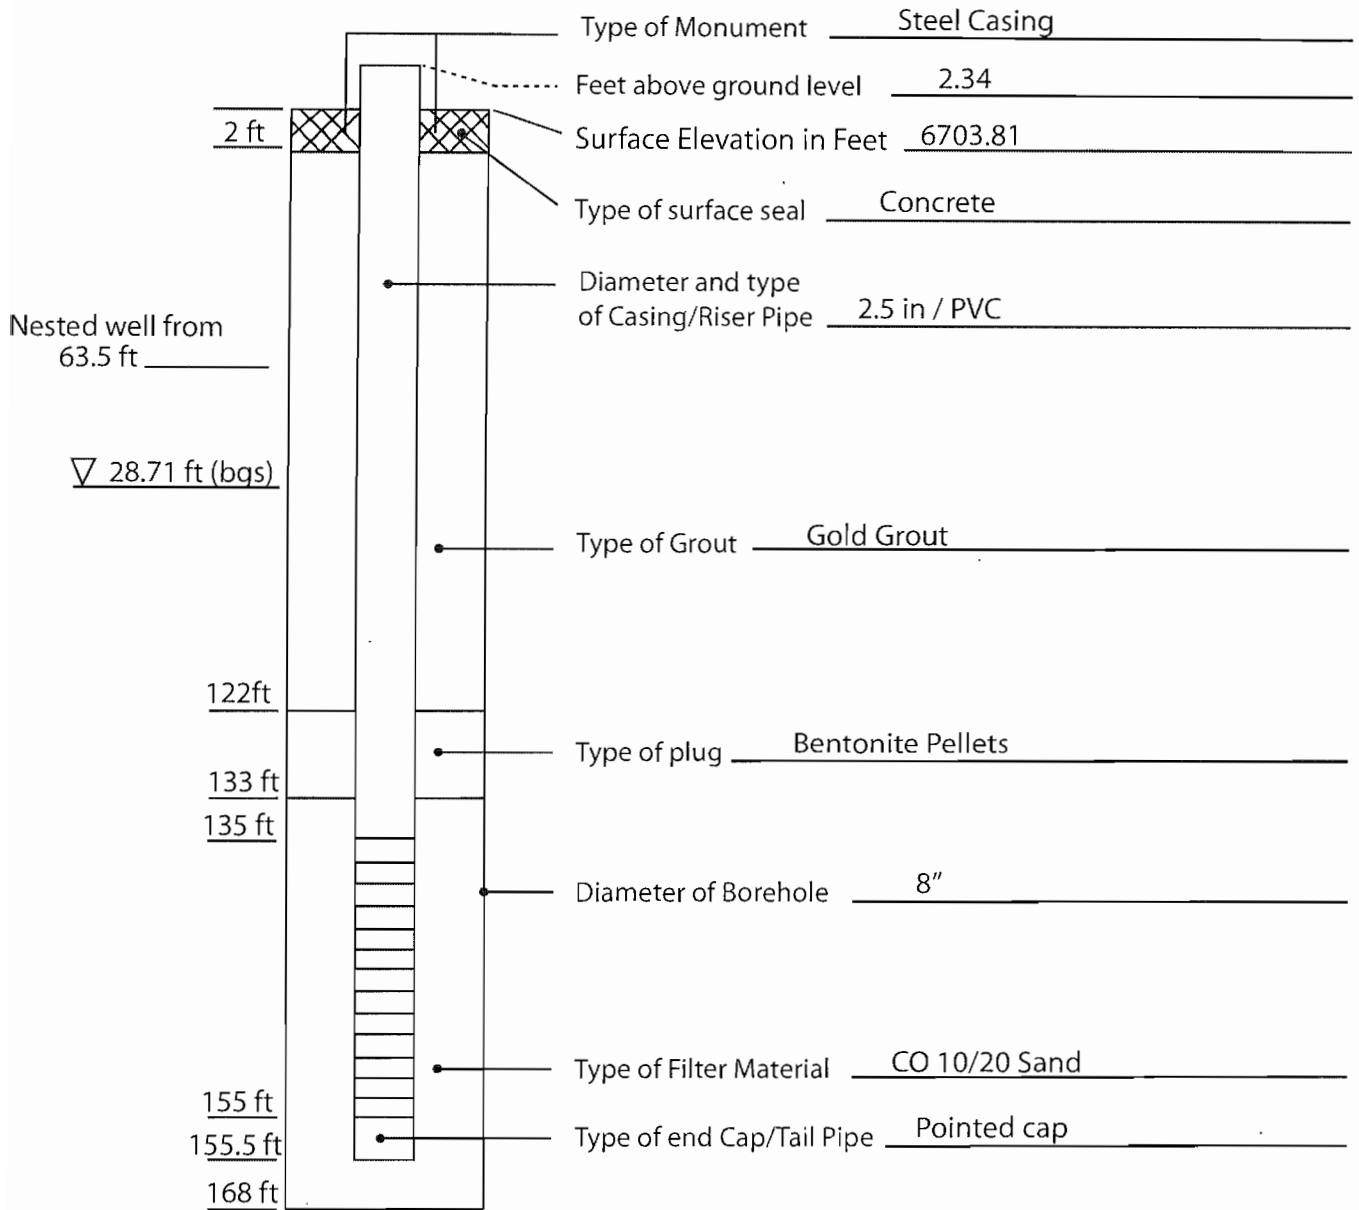 Type of Monument Steel Casing
Feet above ground level 2.34
2 ft
Surface Elevation in Feet 6703.81
Type of surface seal Concrete
Diameter and type
of Casing/Riser Pipe 2.5 in / PVC
Nested well from
63.5 ft
▽ 28.71 ft (bgs)
Type of Grout Gold Grout
122ft
Type of plug Bentonite Pellets
133 ft
135 ft
Diameter of Borehole 8"
Type of Filter Material CO 10/20 Sand
155 ft
Type of end Cap/Tail Pipe Pointed cap
155.5 ft
168 ft